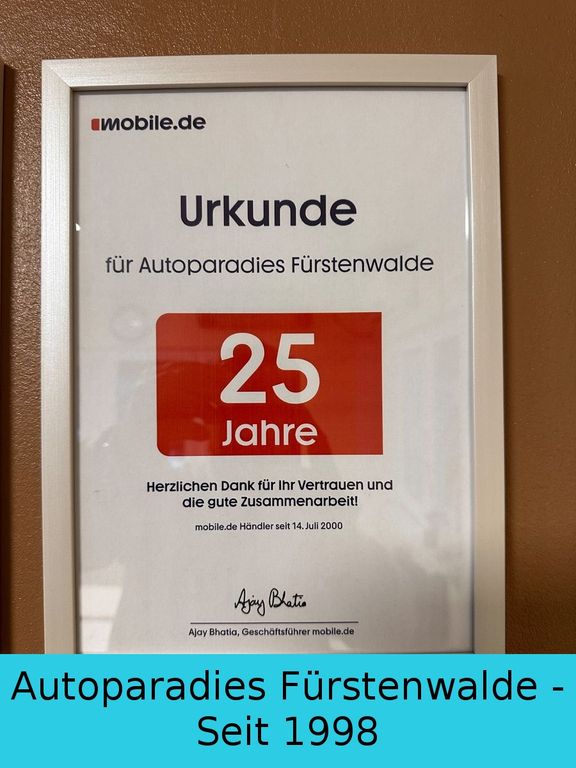 mobile.de
Urkunde
für Autoparadies Fürstenwalde
25
Jahre
Herzlichen Dank für Ihr Vertrauen und
die gute Zusammenarbeit!
mobile.de Händler seit 14. Juli 2000
Ajay Bhatia
Ajay Bhatia, Geschäftsführer mobile.de
Autoparadies Fürstenwalde -
Seit 1998